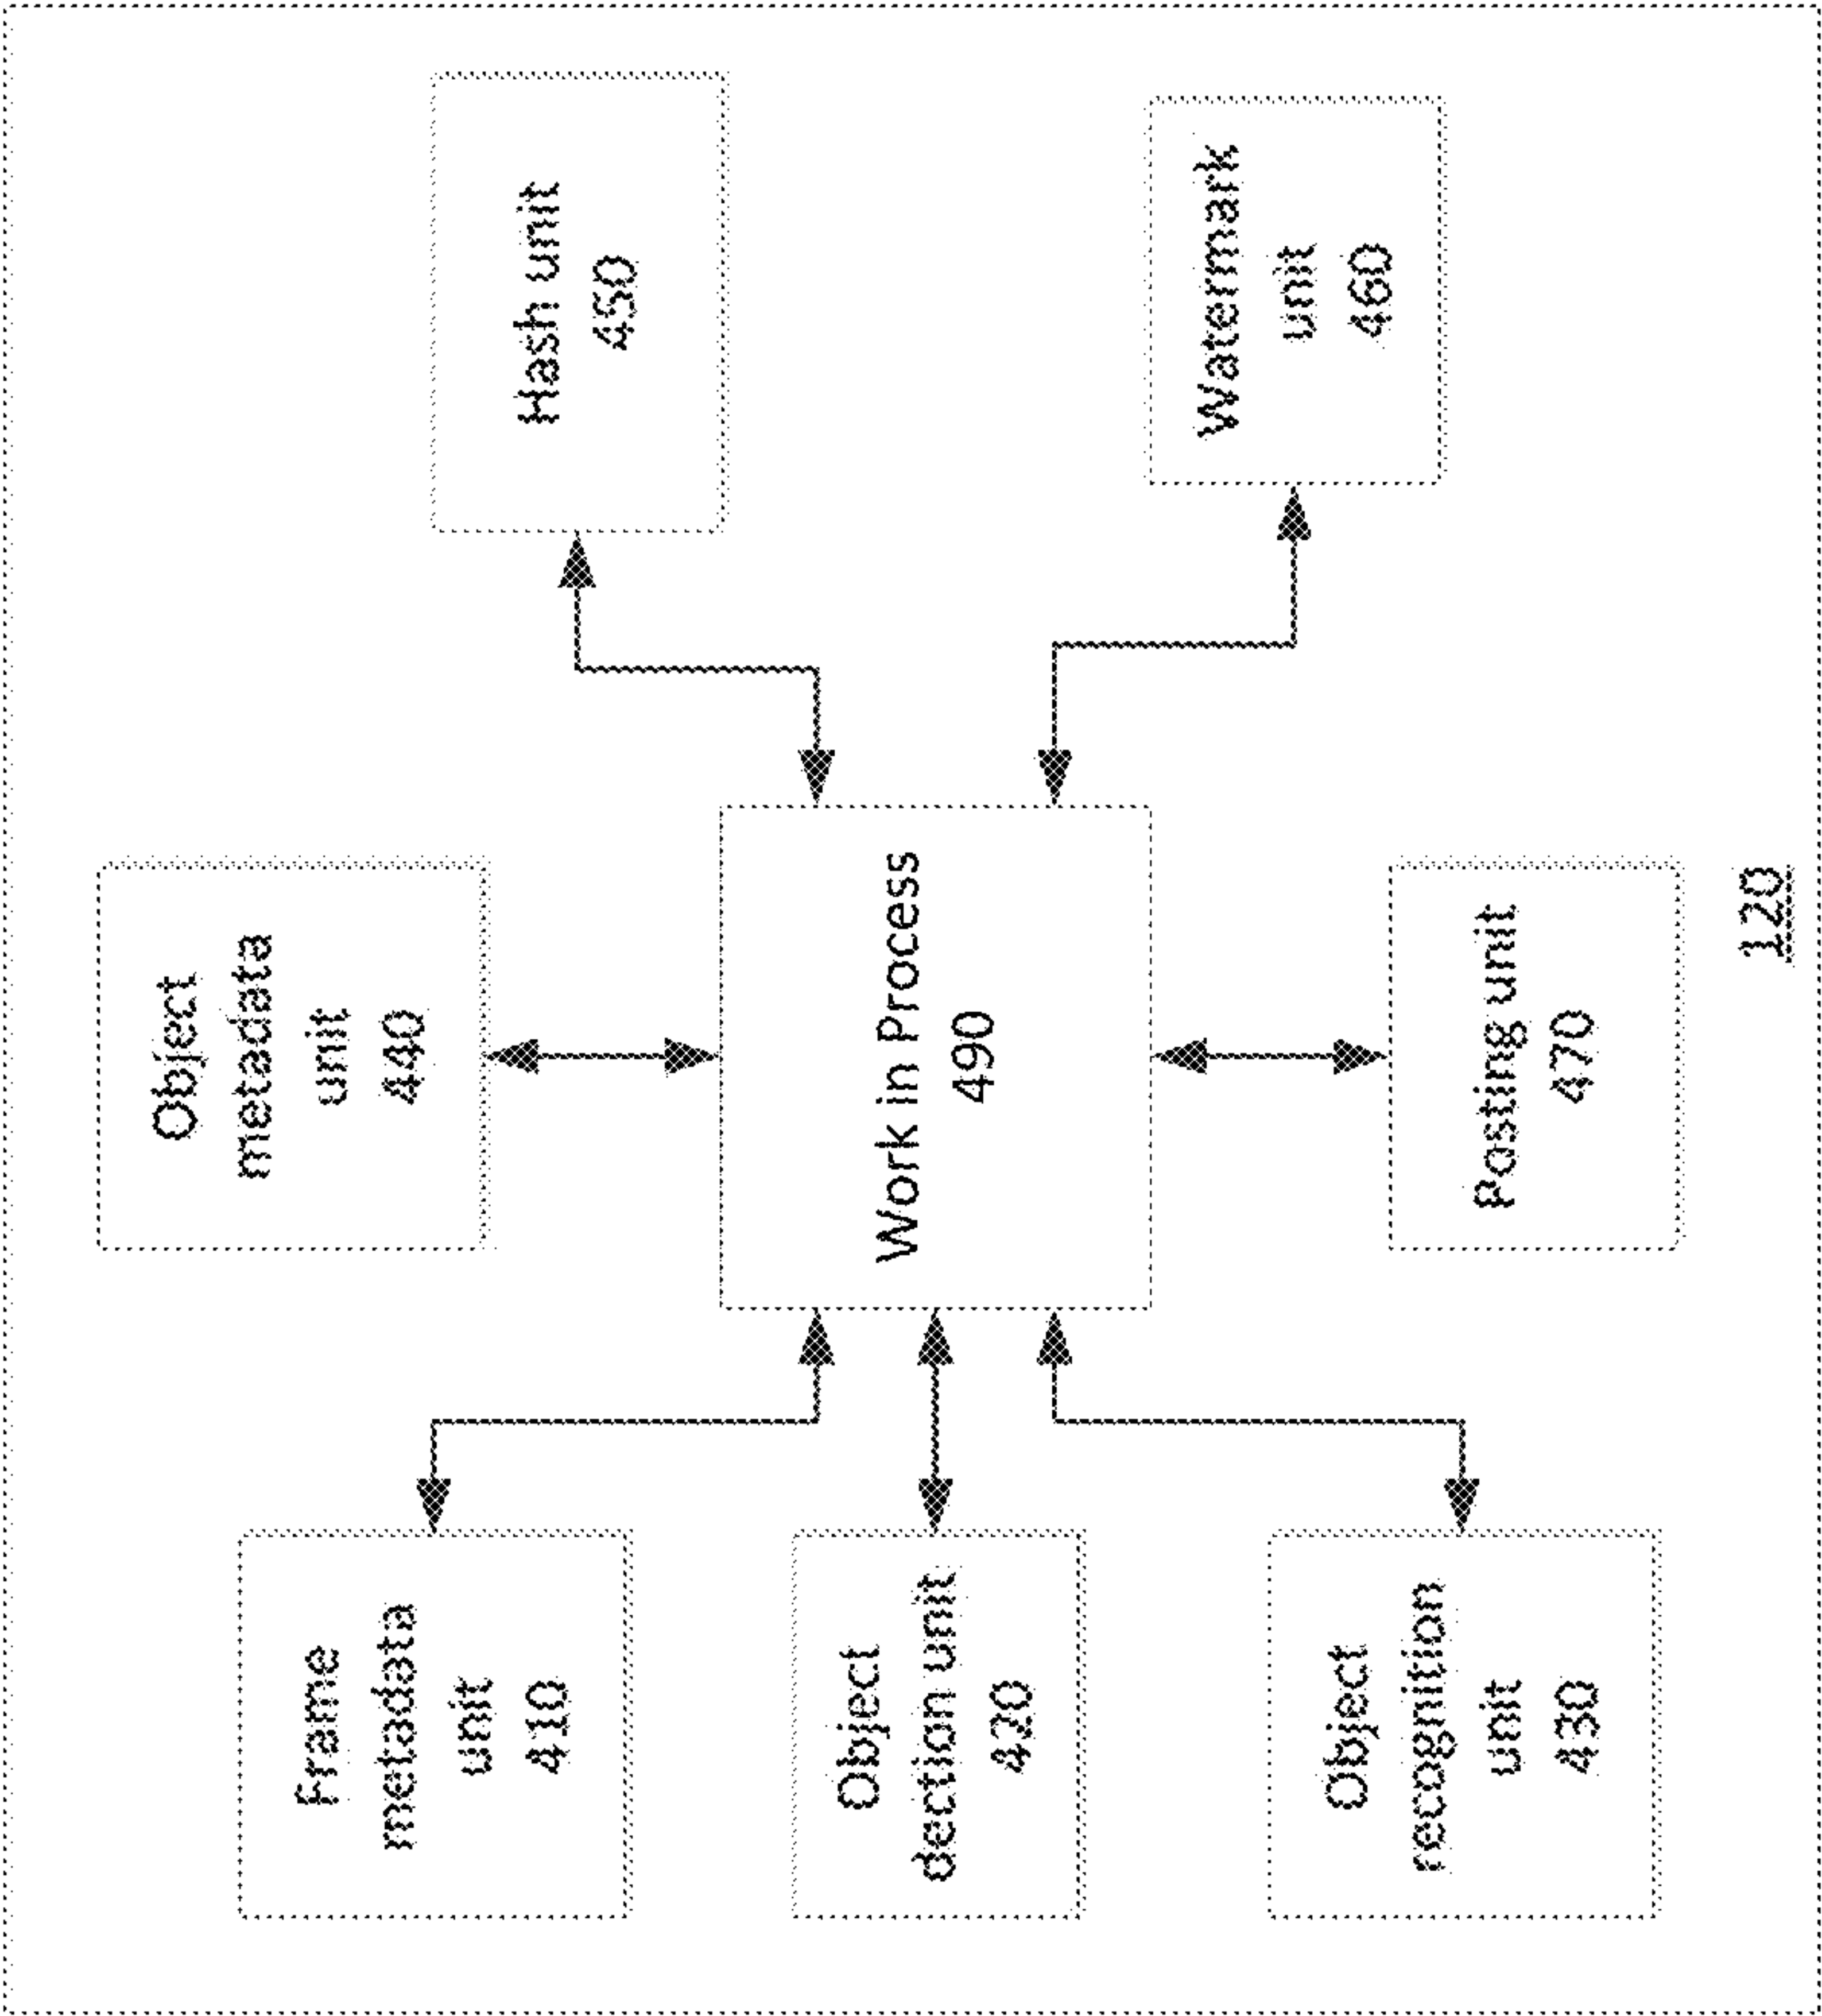 Frame
metadata
unit
410
Object
dection unit
420
Object
recognition
unit
430
Object
metadata
unit
440
Work in Process
490
Posting unit
470
Hash unit
450
Watermark
unit
460
120